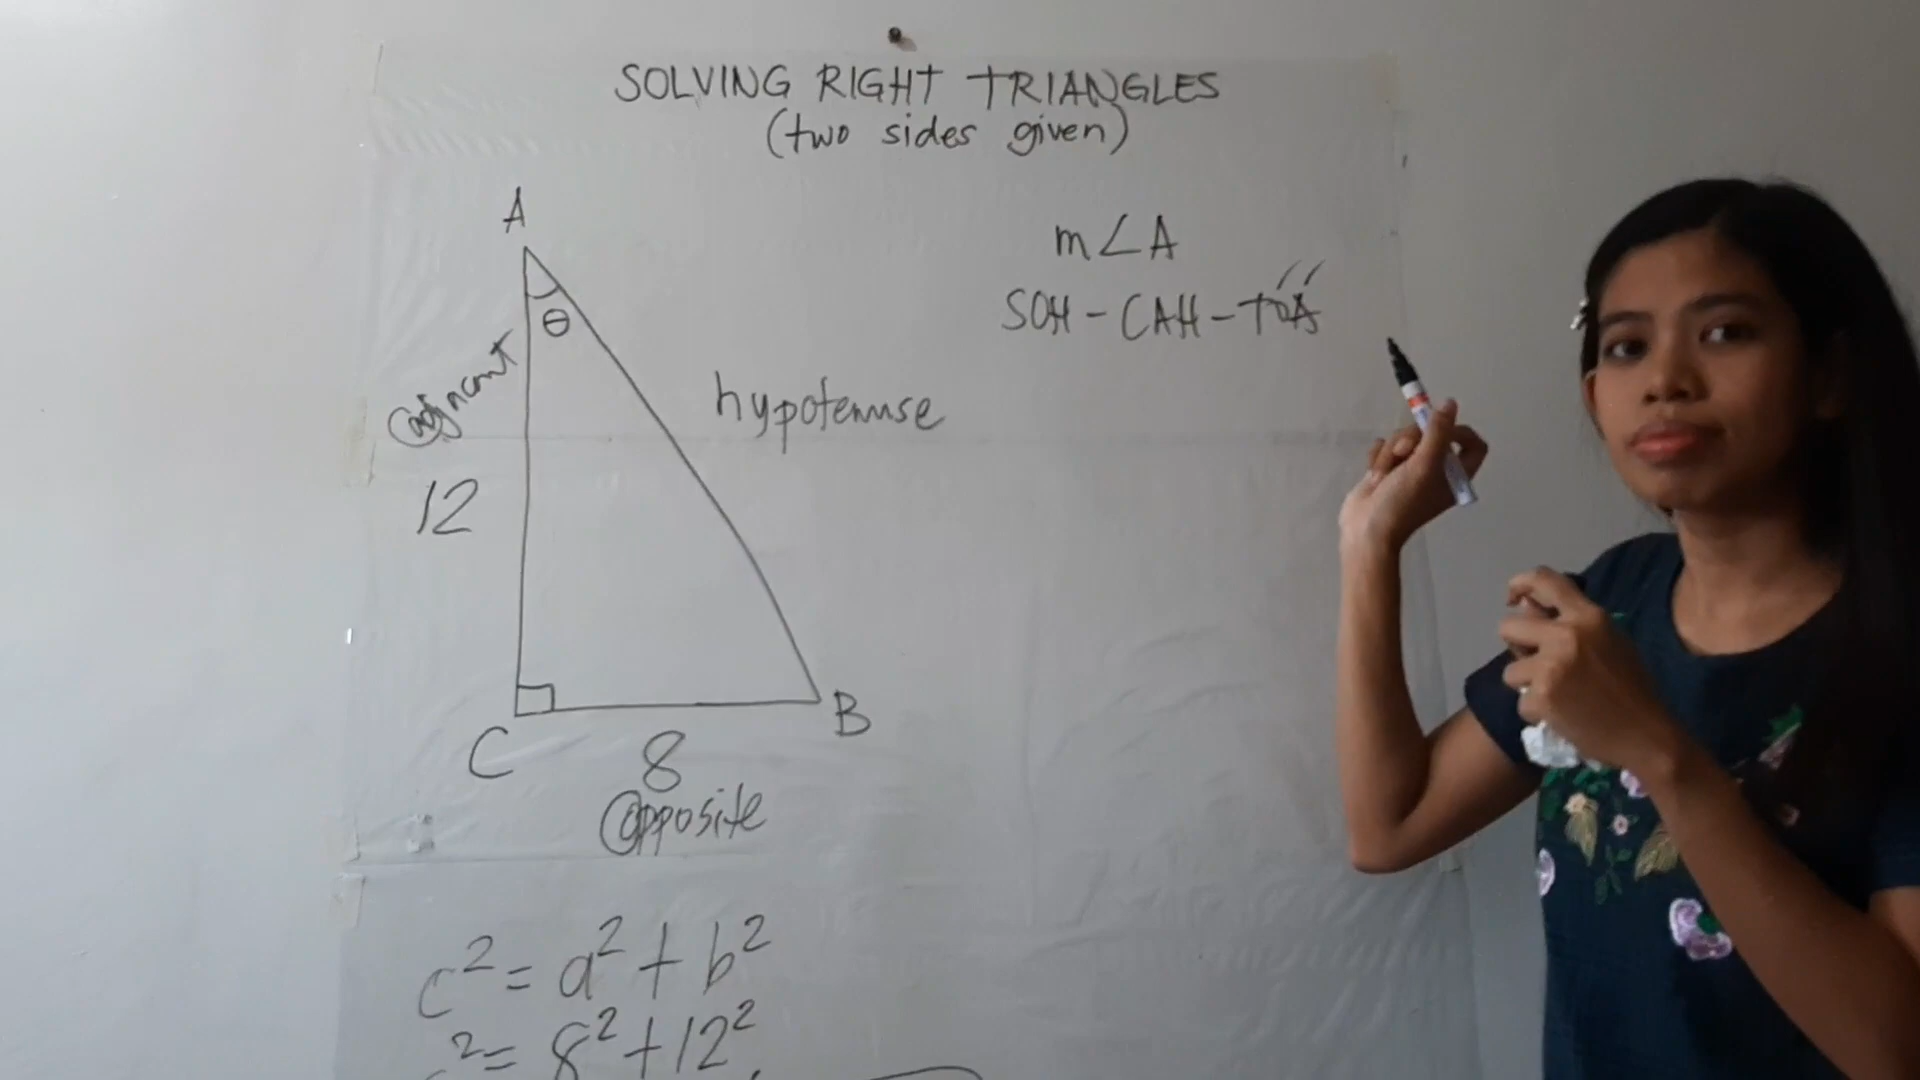 SOLVING RIGHT TRIANGLES
(two sides given)
A
m∠A
SOH - CAH - TOA
θ
adjacent
hypotenuse
12
C
B
8
opposite
c² = a² + b²
c² = 8² + 12²